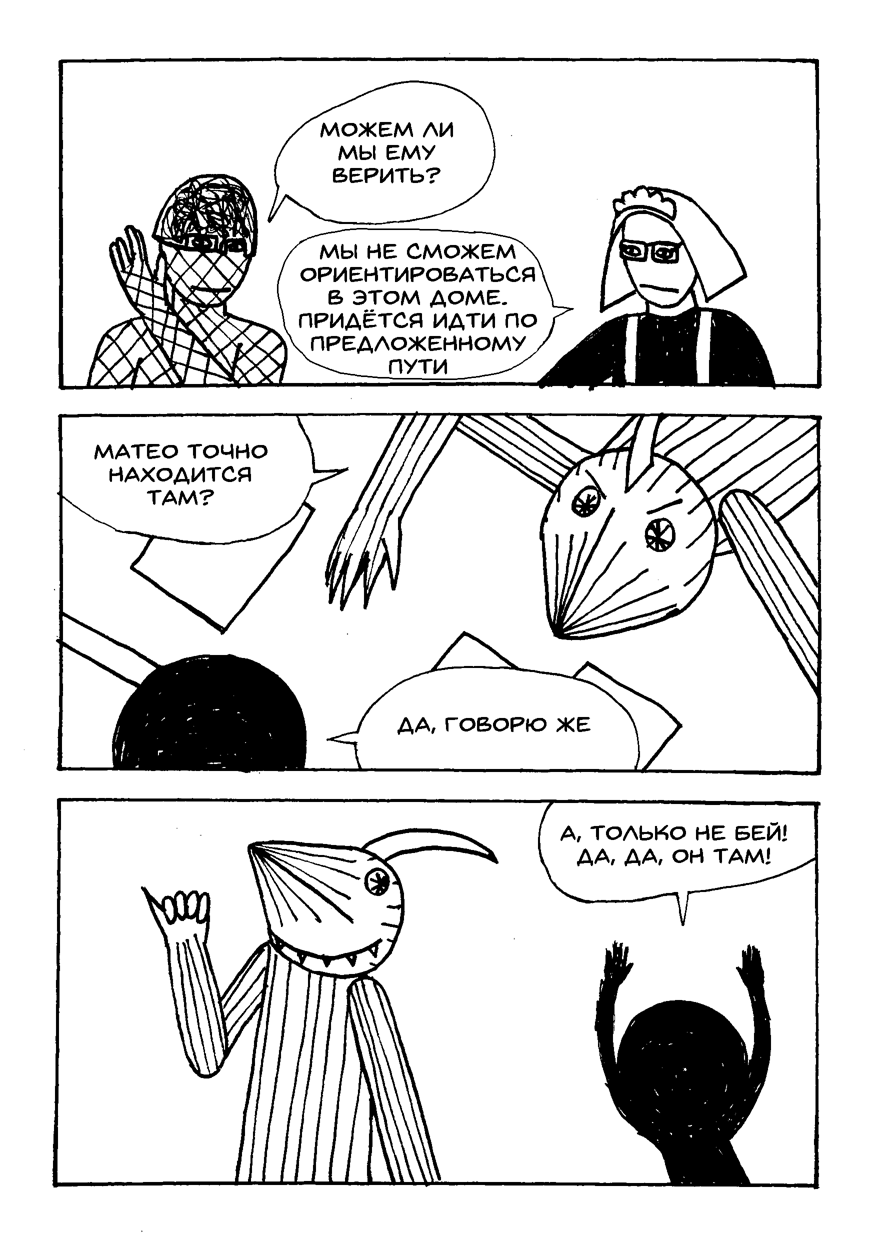 МОЖЕМ ЛИ
МЫ ЕМУ
ВЕРИТЬ?
МЫ НЕ СМОЖЕМ
ОРИЕНТИРОВАТЬСЯ
В ЭТОМ ДОМЕ.
ПРИДЁТСЯ ИДТИ ПО
ПРЕДЛОЖЕННОМУ
ПУТИ
МАТЕО ТОЧНО
НАХОДИТСЯ
ТАМ?
ДА, ГОВОРЮ ЖЕ
А, ТОЛЬКО НЕ БЕЙ!
ДА, ДА, ОН ТАМ!